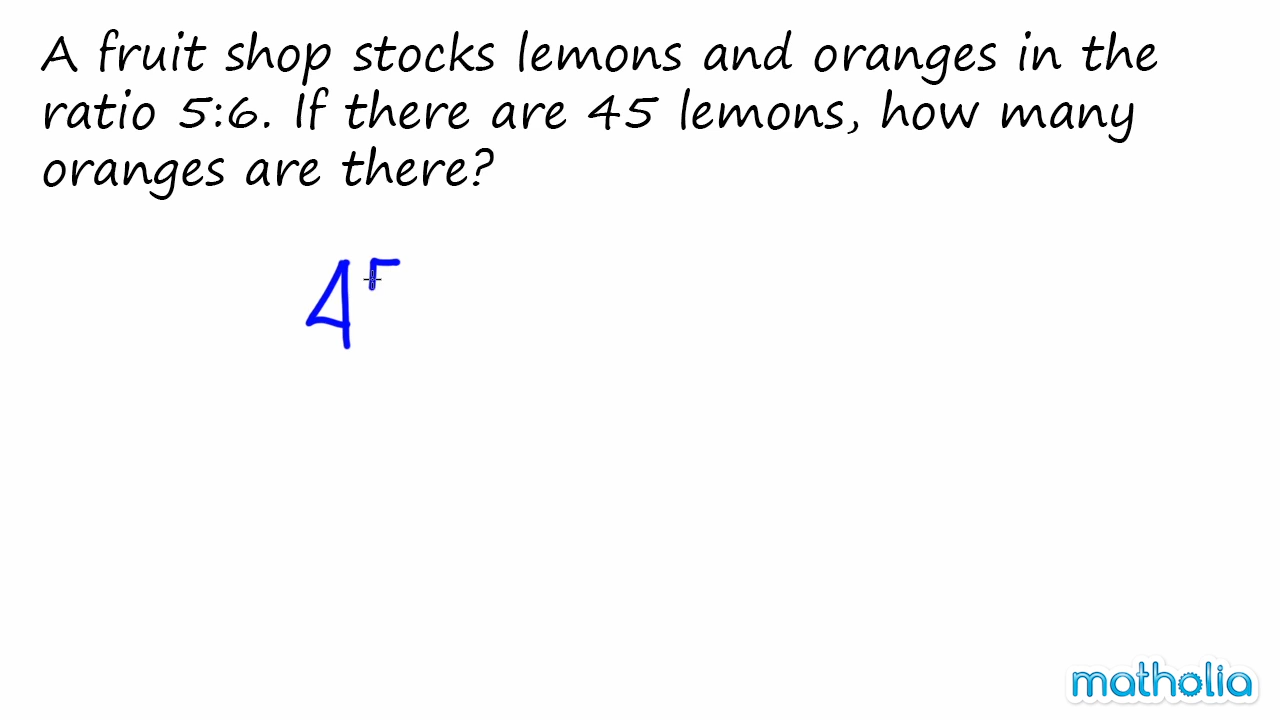 A fruit shop stocks lemons and oranges in the
ratio 5:6. If there are 45 lemons, how many
oranges are there?
4
matholia